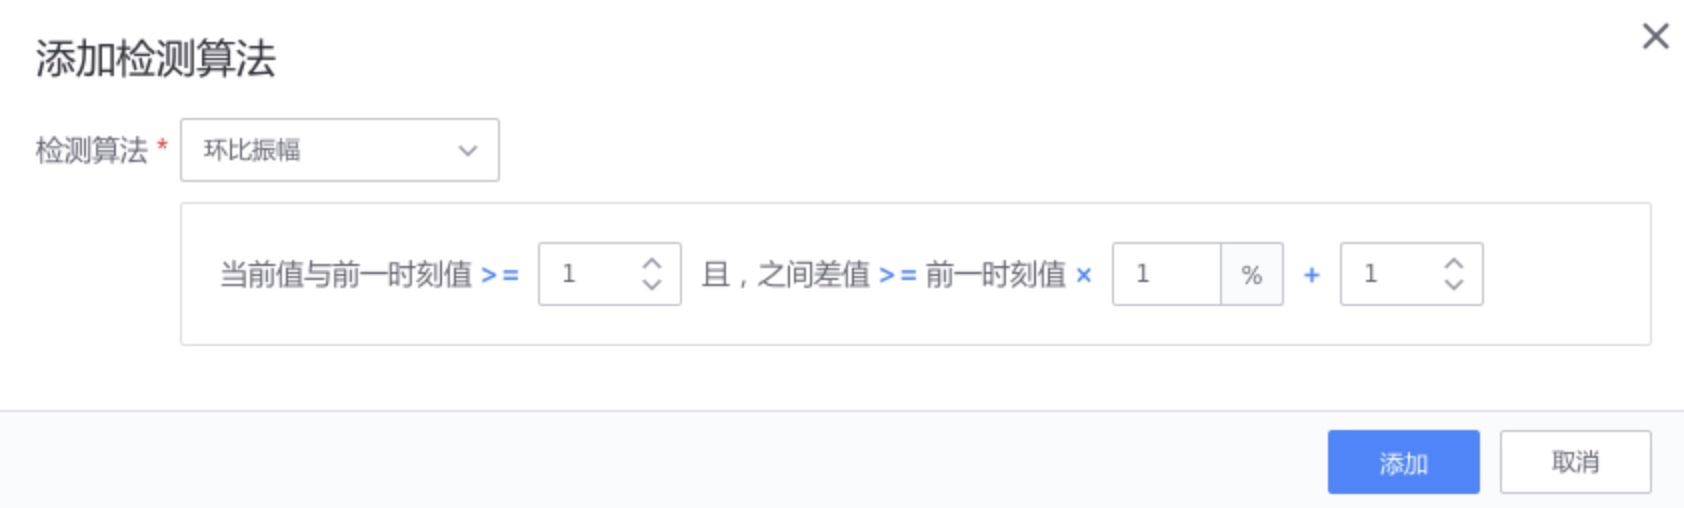 添加检测算法
检测算法 * 环比振幅
当前值与前一时刻值 >= 1 且，之间差值 >= 前一时刻值 × 1 % + 1
添加 取消